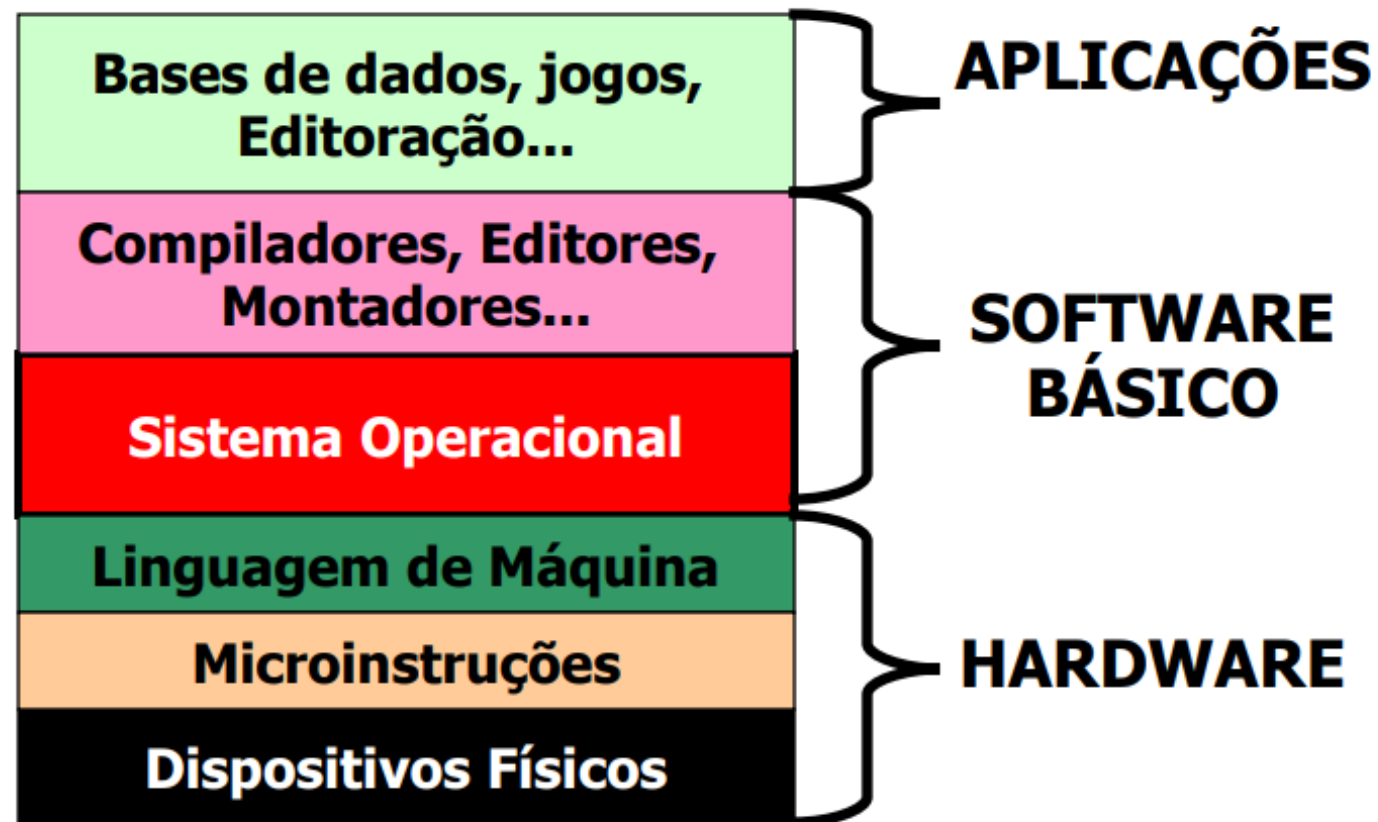 Bases de dados, jogos,
Editoração...
APLICAÇÕES
Compiladores, Editores,
Montadores...
Sistema Operacional
SOFTWARE
BÁSICO
Linguagem de Máquina
Microinstruções
Dispositivos Físicos
HARDWARE